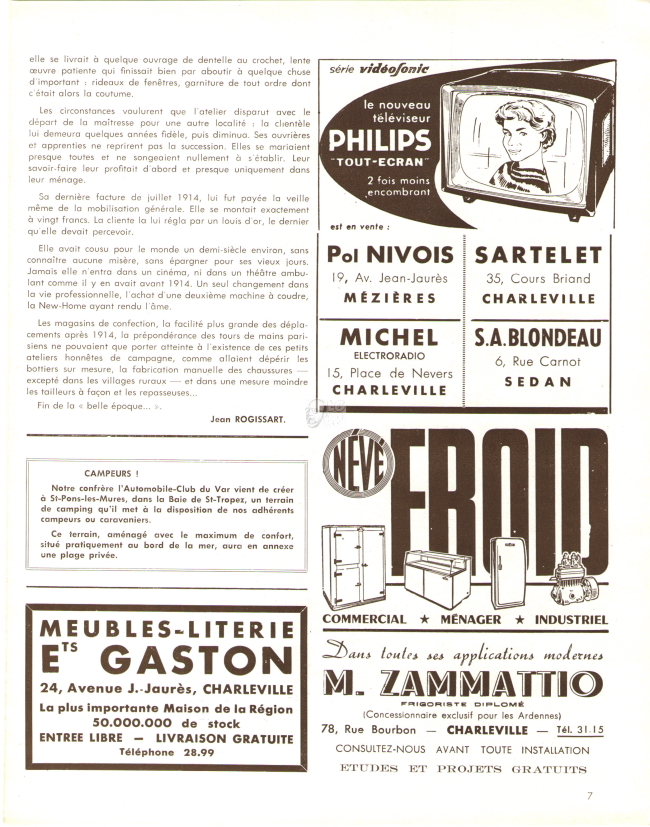 elle se livrait à quelque ouvrage de dentelle au crochet, lente
œuvre patiente qui finissait bien par aboutir à quelque chuse
d'important : rideaux de fenêtres, garniture de tout ordre dont
c'était alors la coutume.
Les circonstances voulurent que l'atelier disparut avec le
départ de la maîtresse pour une autre localité : la clientèle
lui demeura quelques années fidèle, puis diminua. Ses ouvrières
et apprenties ne reprirent pas la succession. Elles se mariaient
presque toutes et ne songeaient nullement à s'établir. Leur
savoir-faire leur profitait d'abord et presque uniquement dans
leur ménage.
Sa dernière facture de juillet 1914, lui fut payée la veille
même de la mobilisation générale. Elle se montait exactement
à vingt francs. La cliente la lui régla par un louis d'or, le dernier
qu'elle devait percevoir.
Elle avait cousu pour le monde un demi-siècle environ, sans
connaître aucune misère, sans épargner pour ses vieux jours.
Jamais elle n'entra dans un cinéma, ni dans un théâtre ambu-
lant comme il y en avait avant 1914. Un seul changement dans
la vie professionnelle, l'achat d'une deuxième machine à coudre,
la New-Home ayant rendu l'âme.
Les magasins de confection, la facilité plus grande des dépla-
cements après 1914, la prépondérance des tours de mains pari-
siens ne pouvaient que porter atteinte à l'existence de ces petits
ateliers honnêtes de campagne, comme allaient dépérir les
bottiers sur mesure, la fabrication manuelle des chaussures —
excepté dans les villages ruraux — et dans une mesure moindre
les tailleurs à façon et les repasseuses...
Fin de la « belle époque... ».
Jean ROGISSART.
CAMPEURS !
Notre confrère l'Automobile-Club du Var vient de créer
à St-Pons-les-Mures, dans la Baie de St-Tropez, un terrain
de camping qu'il met à la disposition de nos adhérents
campeurs ou caravaniers.
Ce terrain, aménagé avec le maximum de confort,
situé pratiquement au bord de la mer, aura en annexe
une plage privée.
MEUBLES-LITERIE
ETS GASTON
24, Avenue J.-Jaurès, CHARLEVILLE
La plus importante Maison de la Région
50.000.000 de stock
ENTREE LIBRE — LIVRAISON GRATUITE
Téléphone 28.99
série vidéosonic
le nouveau
téléviseur
PHILIPS
"TOUT-ECRAN"
2 fois moins
encombrant
est en vente :
Pol NIVOIS
19, Av. Jean-Jaurès
MÉZIÈRES
SARTELET
35, Cours Briand
CHARLEVILLE
MICHEL
ELECTRORADIO
15, Place de Nevers
CHARLEVILLE
S.A. BLONDEAU
6, Rue Carnot
SEDAN
NÉVÉ
FROID
COMMERCIAL ★ MÉNAGER ★ INDUSTRIEL
Dans toutes ses applications modernes
M. ZAMMATTIO
FRIGORISTE DIPLOMÉ
(Concessionnaire exclusif pour les Ardennes)
78, Rue Bourbon — CHARLEVILLE — Tél. 31.15
CONSULTEZ-NOUS AVANT TOUTE INSTALLATION
ETUDES ET PROJETS GRATUITS
7